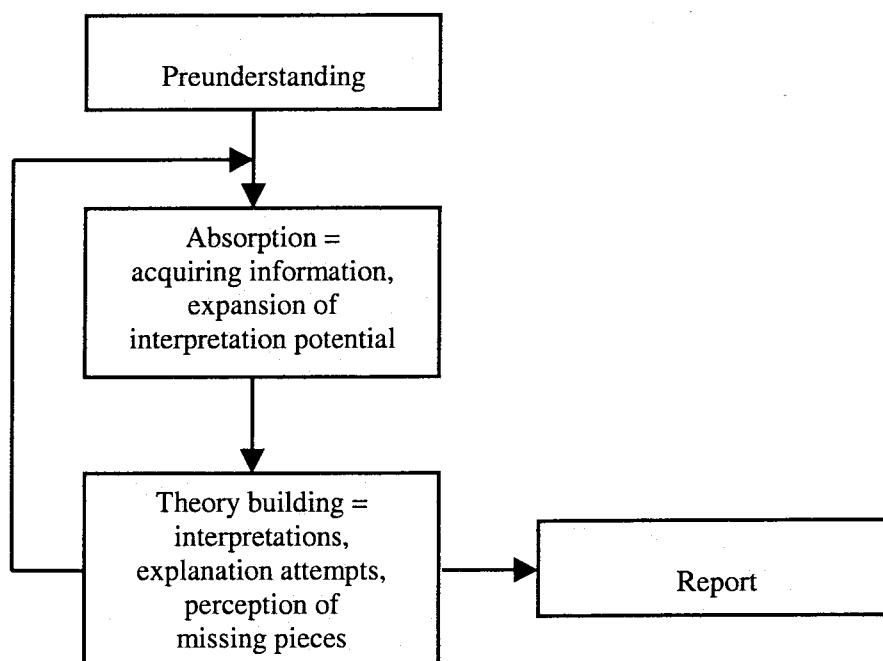 Preunderstanding
Absorption =
acquiring information,
expansion of
interpretation potential
Theory building =
interpretations,
explanation attempts,
perception of
missing pieces
Report